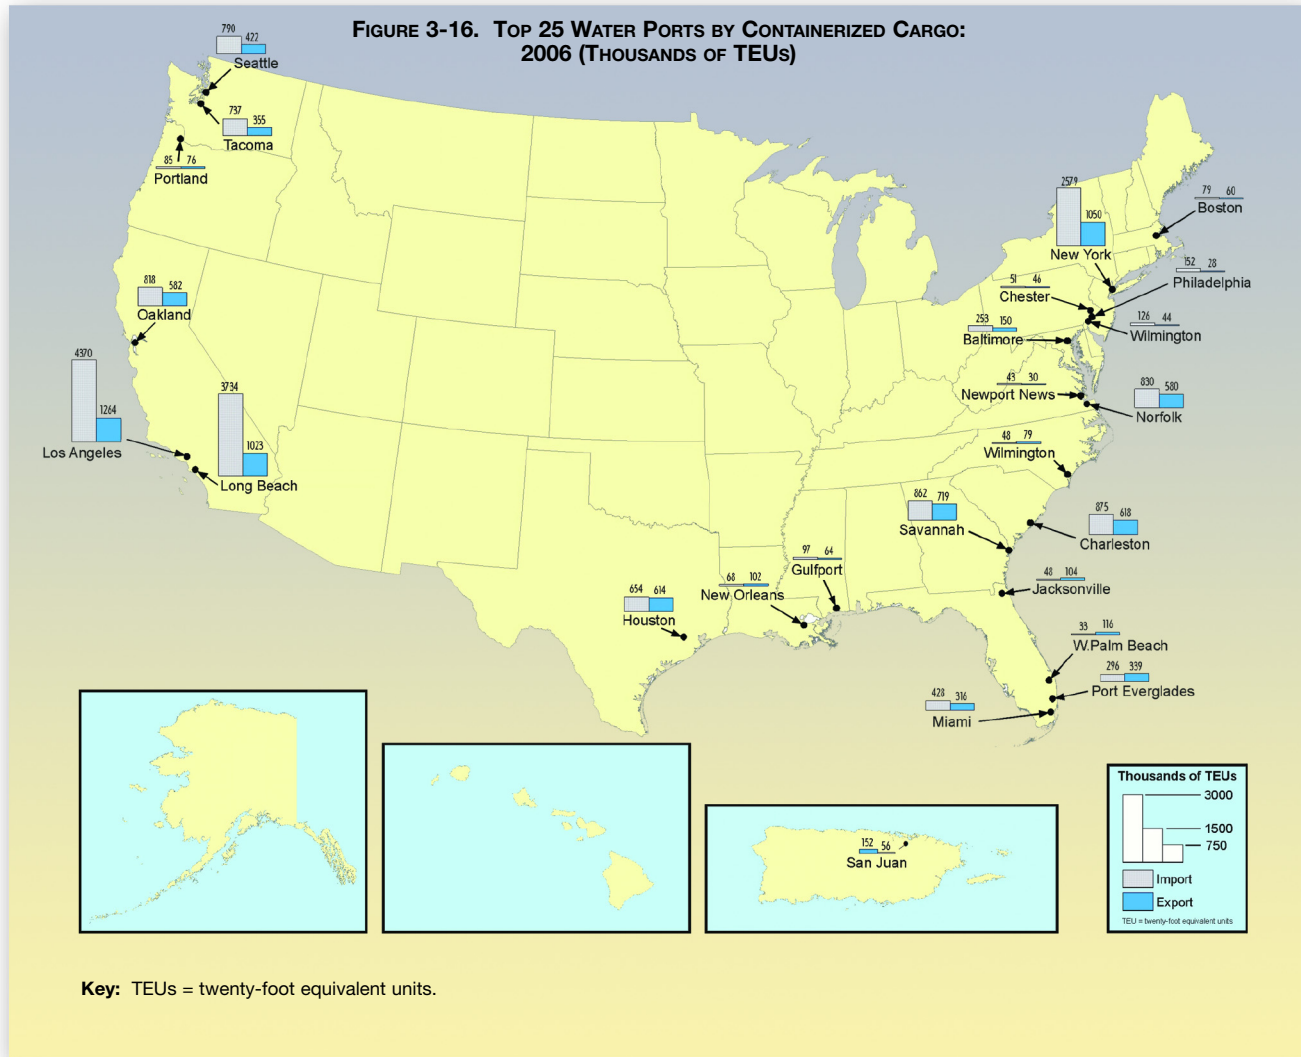 FIGURE 3-16. TOP 25 WATER PORTS BY CONTAINERIZED CARGO:
2006 (THOUSANDS OF TEUS)
790 422
Seattle
737 355
Tacoma
85 76
Portland
818 582
Oakland
4370
1264
Los Angeles
3734
1023
Long Beach
2579
1050
New York
79 60
Boston
152 28
Philadelphia
51 46
Chester
126 44
Wilmington
253 150
Baltimore
43 30
Newport News
830 580
Norfolk
48 79
Wilmington
862 719
Savannah
875 618
Charleston
97 64
Gulfport
68 102
New Orleans
654 614
Houston
48 104
Jacksonville
33 116
W.Palm Beach
296 339
Port Everglades
428 316
Miami
152 56
San Juan
Thousands of TEUs
3000
1500
750
Import
Export
TEU = twenty-foot equivalent units
Key: TEUs = twenty-foot equivalent units.